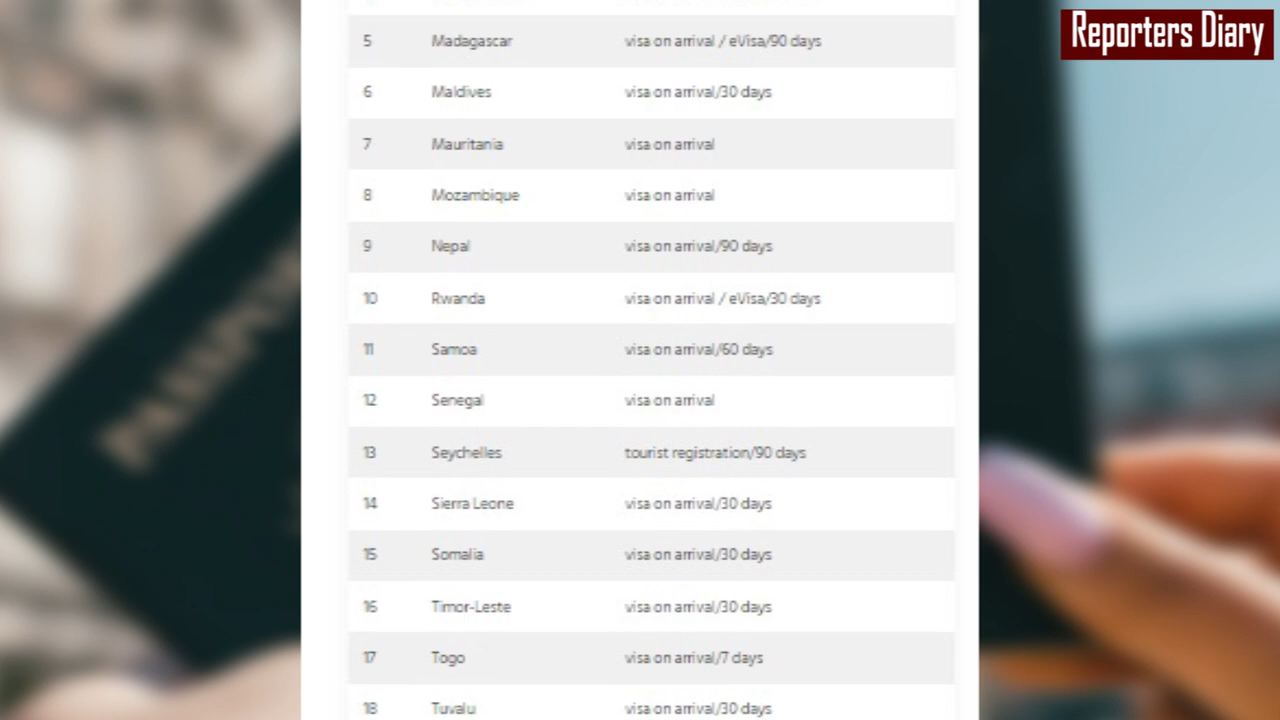 Reporters Diary
5 Madagascar visa on arrival / eVisa/90 days
6 Maldives visa on arrival/30 days
7 Mauritania visa on arrival
8 Mozambique visa on arrival
9 Nepal visa on arrival/90 days
10 Rwanda visa on arrival / eVisa/30 days
11 Samoa visa on arrival/60 days
12 Senegal visa on arrival
13 Seychelles tourist registration/90 days
14 Sierra Leone visa on arrival/30 days
15 Somalia visa on arrival/30 days
16 Timor-Leste visa on arrival/30 days
17 Togo visa on arrival/7 days
18 Tuvalu visa on arrival/30 days